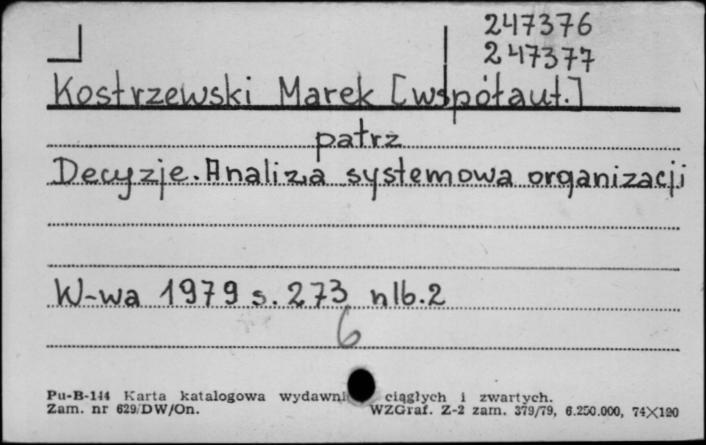 247376
247377
Kostrzewski Marek [współaut.]
patrz
Decyzje. Analiza systemowa organizacji
W-wa 1979 s. 273 nlb. 2
6
Pu-B-144 Karta katalogowa wydawni ciągłych i zwartych.
Zam. nr 629/DW/On. WZGraf. Z-2 zam. 379/79, 6.250.000, 74×120